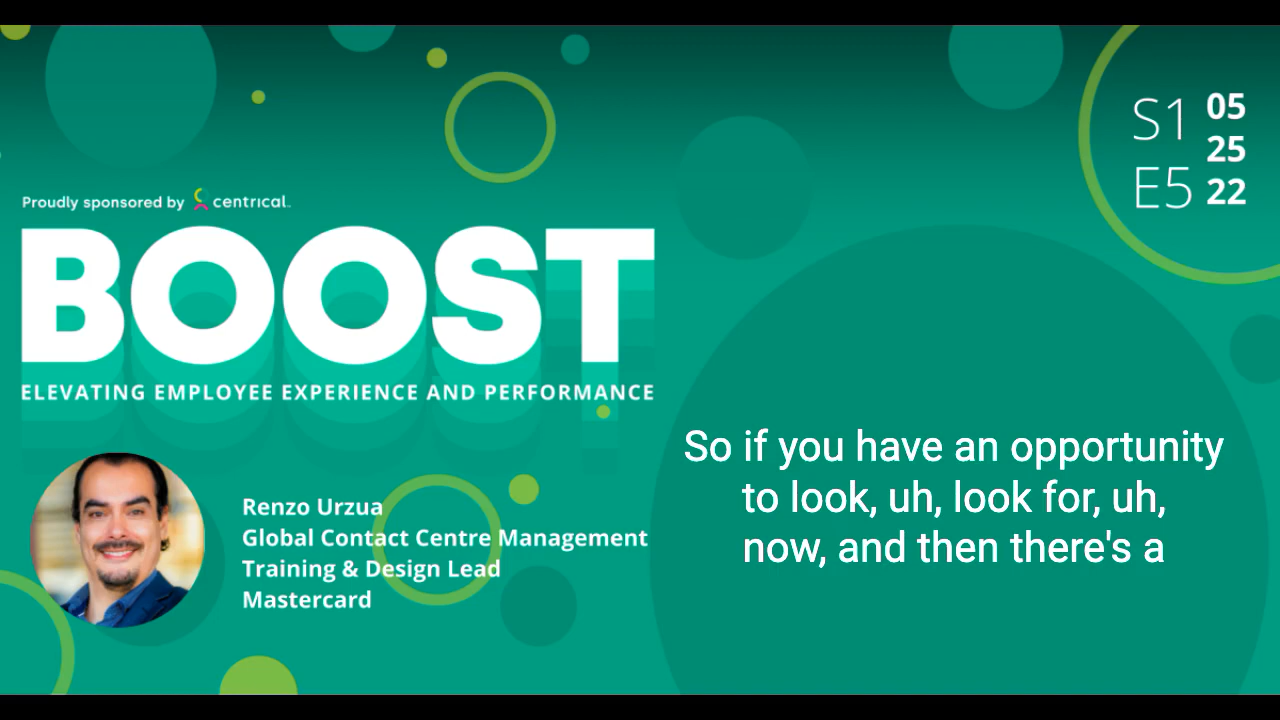 S1 05
25
E5 22
Proudly sponsored by centrical
BOOST
ELEVATING EMPLOYEE EXPERIENCE AND PERFORMANCE
So if you have an opportunity
to look, uh, look for, uh,
now, and then there's a
Renzo Urzua
Global Contact Centre Management
Training & Design Lead
Mastercard